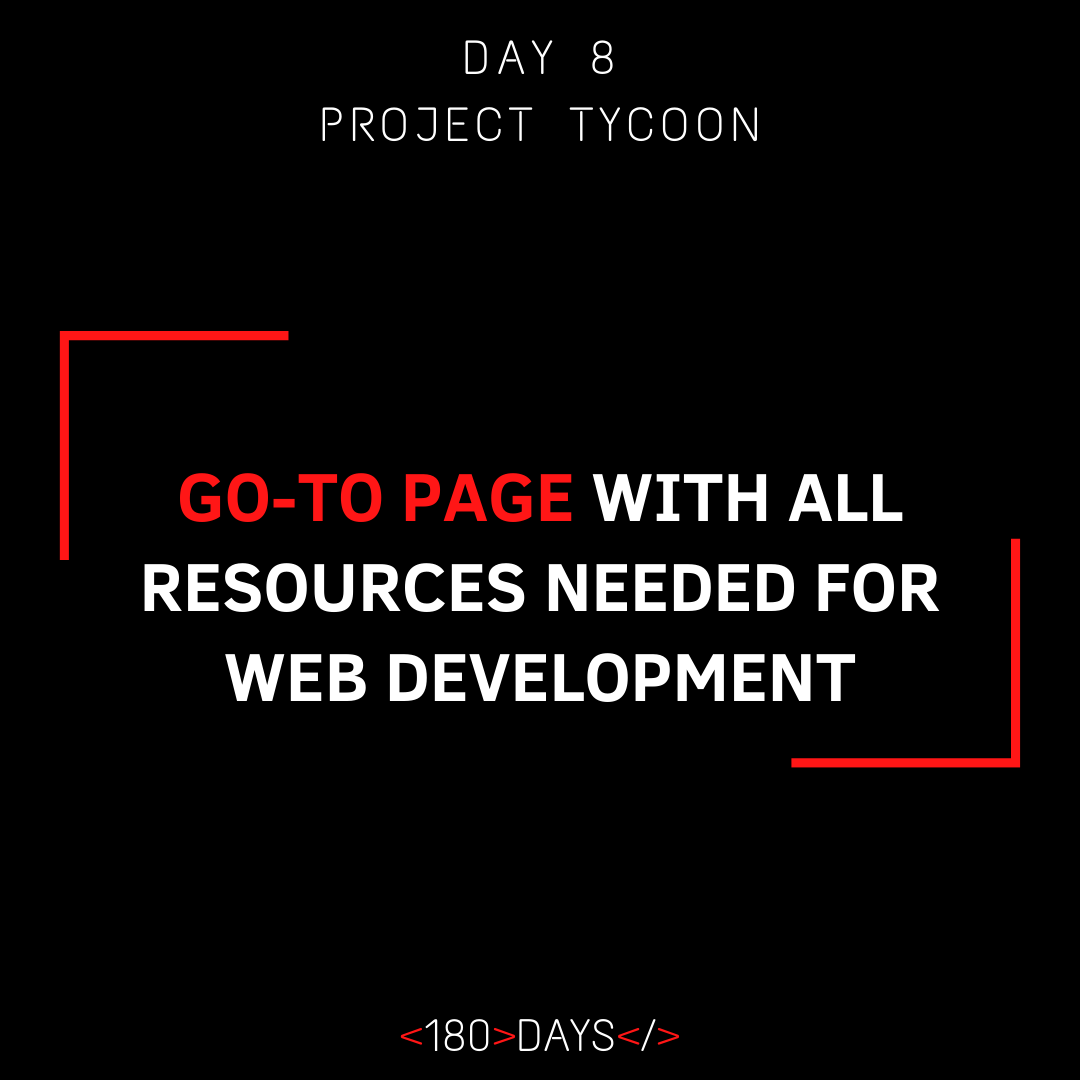 DAY 8
PROJECT TYCOON
GO-TO PAGE WITH ALL
RESOURCES NEEDED FOR
WEB DEVELOPMENT
<180>DAYS</>